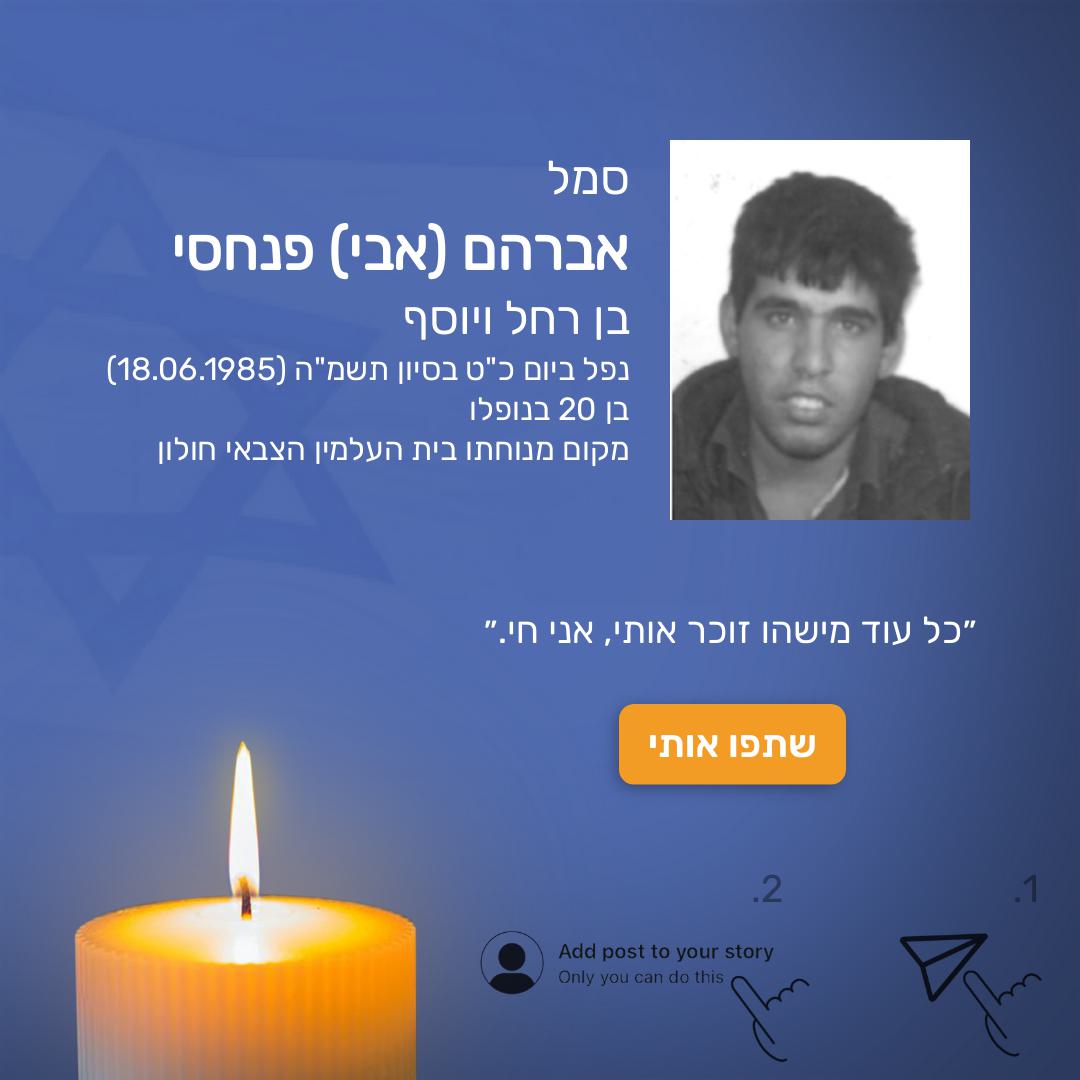 סמל
אברהם (אבי) פנחסי
בן רחל ויוסף
נפל ביום כ"ט בסיון תשמ"ה (18.06.1985)
בן 20 בנופלו
מקום מנוחתו בית העלמין הצבאי חולון
״כל עוד מישהו זוכר אותי, אני חי.״
שתפו אותי
1.
2.
Add post to your story
Only you can do this